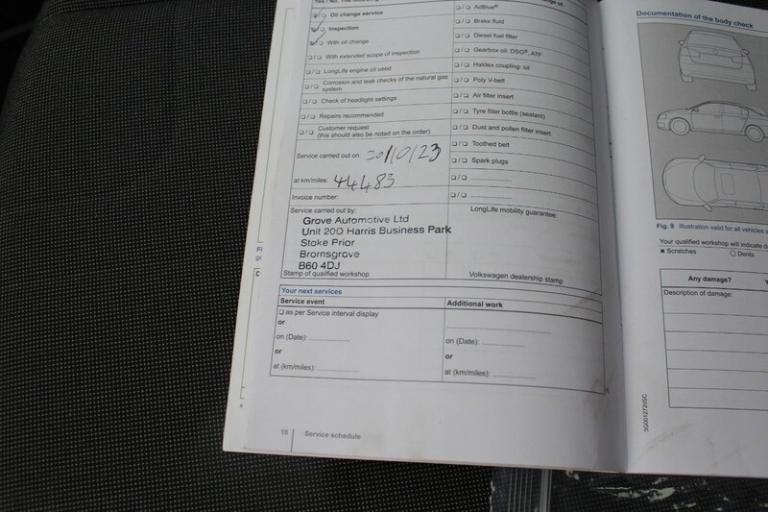 Yes / No: The following
❑/❑ Oil change service
❑/❑ Inspection
❑/❑ With oil change
❑/❑ With extended scope of inspection
❑/❑ LongLife engine oil used
❑/❑ Corrosion and leak checks of the natural gas
system
❑/❑ Check of headlight settings
❑/❑ Repairs recommended
❑/❑ Customer request
(this should also be noted on the order)
Service carried out on: 20/10/23
at km/miles: 44483
Invoice number:
Service carried out by:
Grove Automotive Ltd
Unit 20D Harris Business Park
Stoke Prior
Bromsgrove
B60 4DJ
Stamp of qualified workshop
❑/❑ AdBlue®
❑/❑ Brake fluid
❑/❑ Diesel fuel filter
❑/❑ Gearbox oil: DSG®, ATF
❑/❑ Haldex coupling: oil
❑/❑ Poly V-belt
❑/❑ Air filter insert
❑/❑ Tyre filler bottle (sealant)
❑/❑ Dust and pollen filter insert
❑/❑ Toothed belt
❑/❑ Spark plugs
❑/❑
❑/❑
LongLife mobility guarantee:
Volkswagen dealership stamp
Your next services
Service event
❑ as per Service interval display
or
on (Date):
or
at (km/miles):
Additional work
on (Date):
or
at (km/miles):
18 Service schedule
Documentation of the body check
Fig. 9 Illustration valid for all vehicles
Your qualified workshop will indicate
Scratches
Dents
Any damage?
Description of damage: